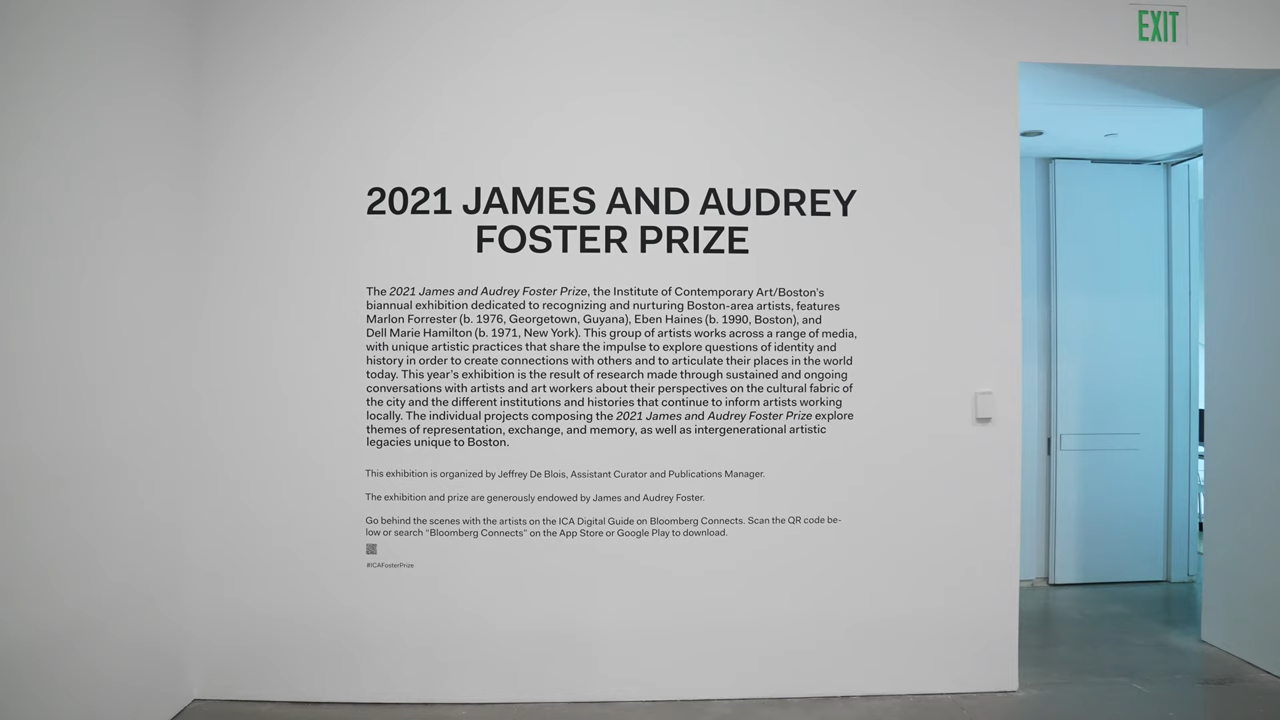 EXIT
2021 JAMES AND AUDREY
FOSTER PRIZE
The 2021 James and Audrey Foster Prize, the Institute of Contemporary Art/Boston's
biannual exhibition dedicated to recognizing and nurturing Boston-area artists, features
Marlon Forrester (b. 1976, Georgetown, Guyana), Eben Haines (b. 1990, Boston), and
Dell Marie Hamilton (b. 1971, New York). This group of artists works across a range of media,
with unique artistic practices that share the impulse to explore questions of identity and
history in order to create connections with others and to articulate their places in the world
today. This year's exhibition is the result of research made through sustained and ongoing
conversations with artists and art workers about their perspectives on the cultural fabric of
the city and the different institutions and histories that continue to inform artists working
locally. The individual projects composing the 2021 James and Audrey Foster Prize explore
themes of representation, exchange, and memory, as well as intergenerational artistic
legacies unique to Boston.
This exhibition is organized by Jeffrey De Blois, Assistant Curator and Publications Manager.
The exhibition and prize are generously endowed by James and Audrey Foster.
Go behind the scenes with the artists on the ICA Digital Guide on Bloomberg Connects. Scan the QR code be-
low or search "Bloomberg Connects" on the App Store or Google Play to download.
#ICAFosterPrize